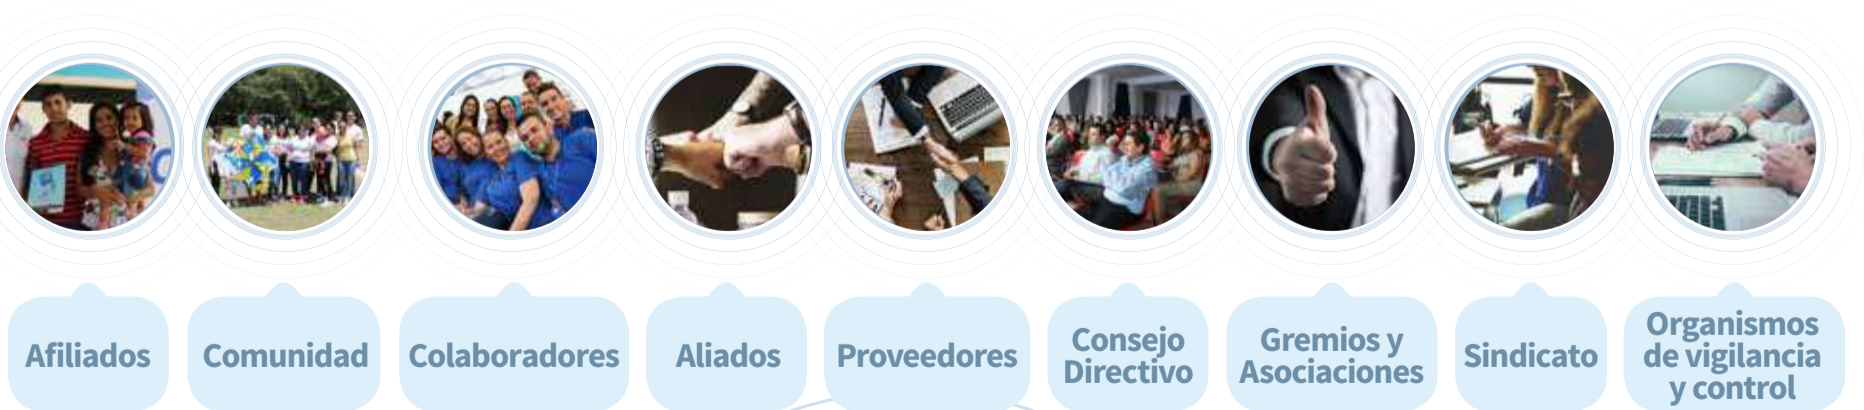 Afiliados
Comunidad
Colaboradores
Aliados
Proveedores
Consejo
Directivo
Gremios y
Asociaciones
Sindicato
Organismos
de vigilancia
y control